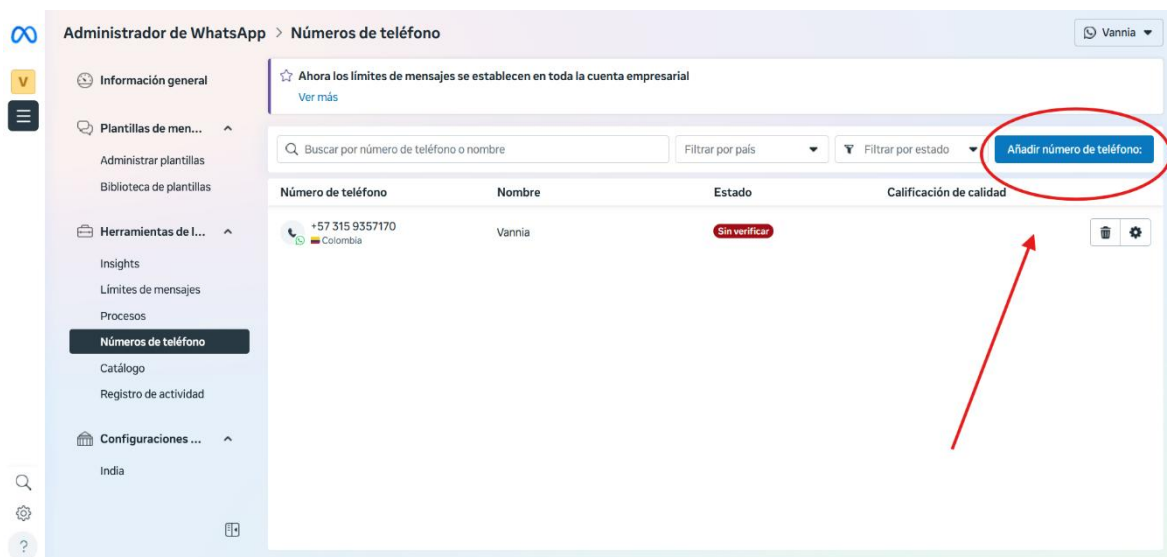 Administrador de WhatsApp > Números de teléfono
Vannia
V
Información general
Plantillas de men...
Administrar plantillas
Biblioteca de plantillas
Herramientas de l...
Insights
Límites de mensajes
Procesos
Números de teléfono
Catálogo
Registro de actividad
Configuraciones ...
India
?
Ahora los límites de mensajes se establecen en toda la cuenta empresarial
Ver más
Buscar por número de teléfono o nombre
Filtrar por país
Filtrar por estado
Añadir número de teléfono:
Número de teléfono Nombre Estado Calificación de calidad
+57 315 9357170 Vannia Sin verificar
Colombia